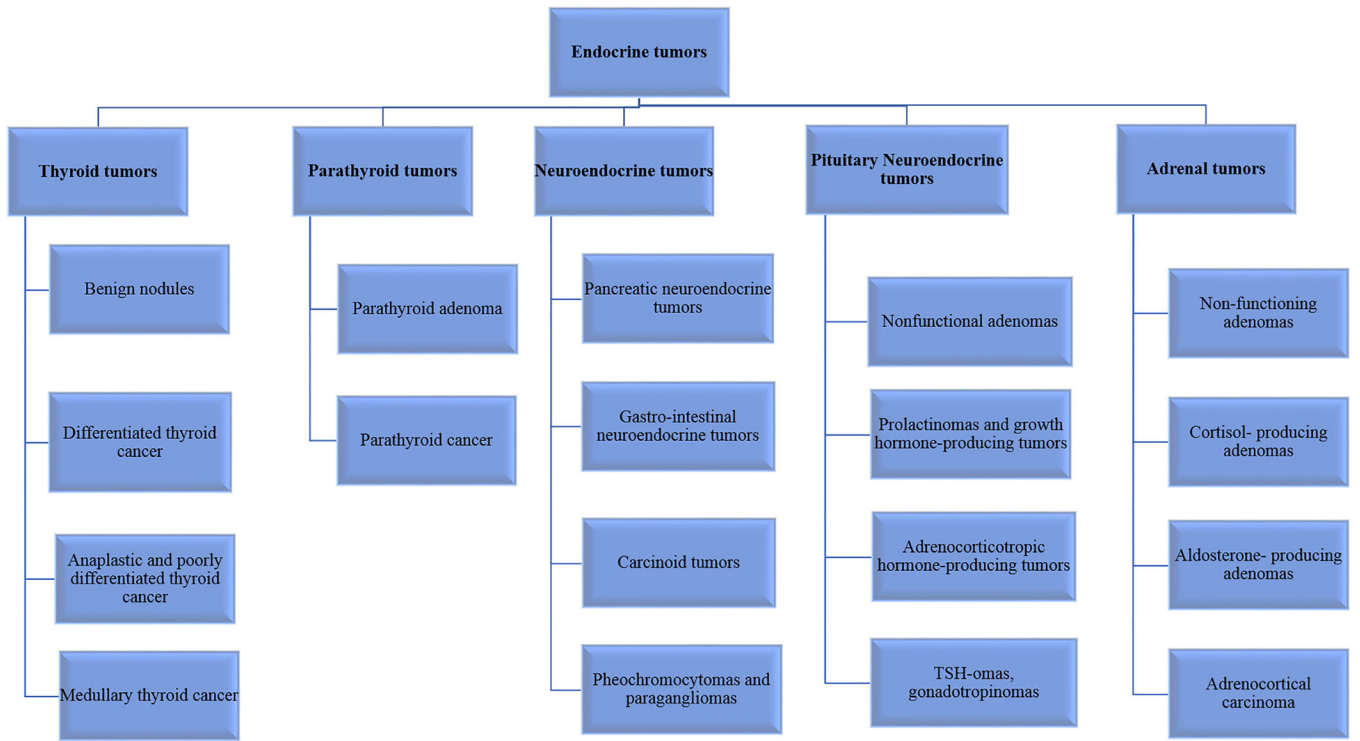 Endocrine tumors
Thyroid tumors
Benign nodules
Differentiated thyroid
cancer
Anaplastic and poorly
differentiated thyroid
cancer
Medullary thyroid cancer
Parathyroid tumors
Parathyroid adenoma
Parathyroid cancer
Neuroendocrine tumors
Pancreatic neuroendocrine
tumors
Gastro-intestinal
neuroendocrine tumors
Carcinoid tumors
Pheochromocytomas and
paragangliomas
Pituitary Neuroendocrine
tumors
Nonfunctional adenomas
Prolactinomas and growth
hormone-producing tumors
Adrenocorticotropic
hormone-producing tumors
TSH-omas,
gonadotropinomas
Adrenal tumors
Non-functioning
adenomas
Cortisol- producing
adenomas
Aldosterone- producing
adenomas
Adrenocortical
carcinoma